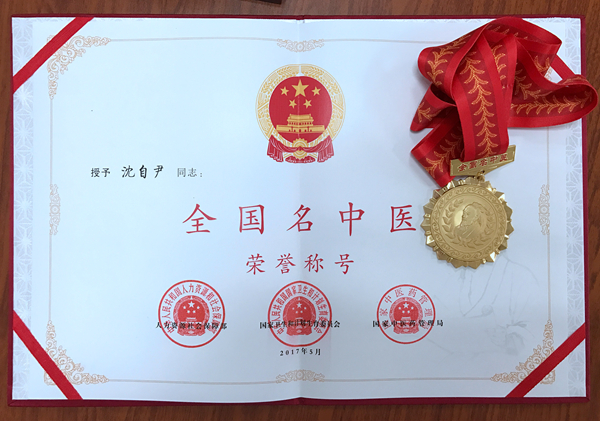 授予 沈自尹 同志：
全国名中医
荣誉称号
人力资源社会保障部 国家卫生和计划生育委员会 国家中医药管理局
2017年5月